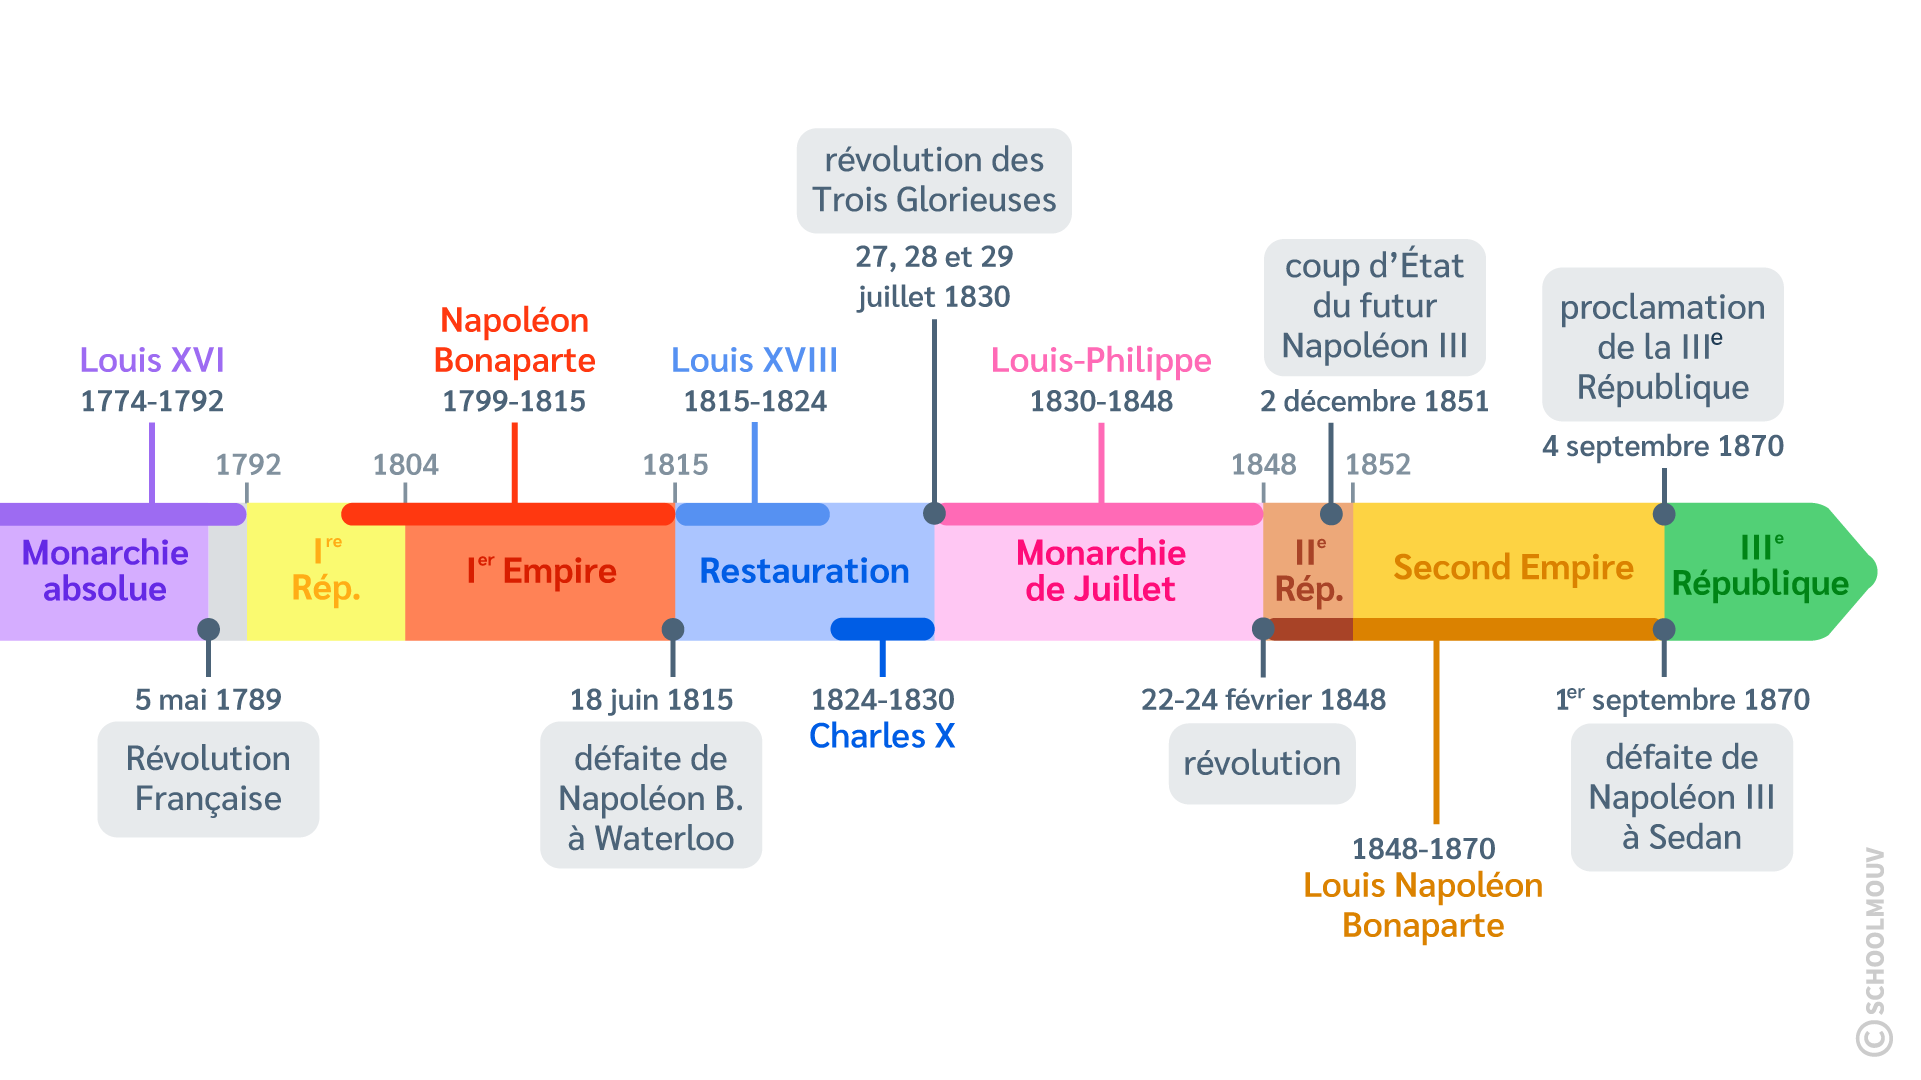 révolution des
Trois Glorieuses
27, 28 et 29
juillet 1830
coup d'État
du futur
Napoléon III
2 décembre 1851
proclamation
de la IIIe
République
4 septembre 1870
Louis XVI
1774-1792
Napoléon
Bonaparte
1799-1815
Louis XVIII
1815-1824
Louis-Philippe
1830-1848
1792
1804
1815
1848
1852
Monarchie
absolue
Ire
Rép.
Ier Empire
Restauration
Monarchie
de Juillet
IIe
Rép.
Second Empire
IIIe
République
5 mai 1789
Révolution
Française
18 juin 1815
défaite de
Napoléon B.
à Waterloo
1824-1830
Charles X
22-24 février 1848
révolution
1848-1870
Louis Napoléon
Bonaparte
1er septembre 1870
défaite de
Napoléon III
à Sedan
© SCHOOLMOUV